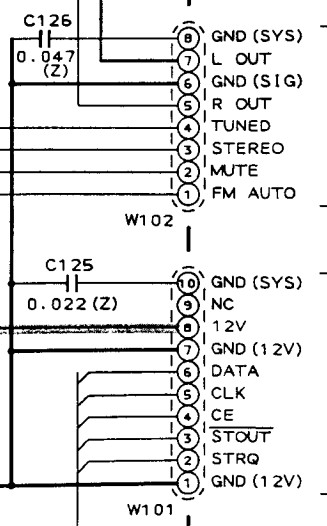 C126
0.047
(Z)
8 GND (SYS)
7 L OUT
6 GND (SIG)
5 R OUT
4 TUNED
3 STEREO
2 MUTE
1 FM AUTO
W102
C125
0.022 (Z)
10 GND (SYS)
9 NC
8 12V
7 GND (12V)
6 DATA
5 CLK
4 CE
3 STOUT
2 STRQ
1 GND (12V)
W101